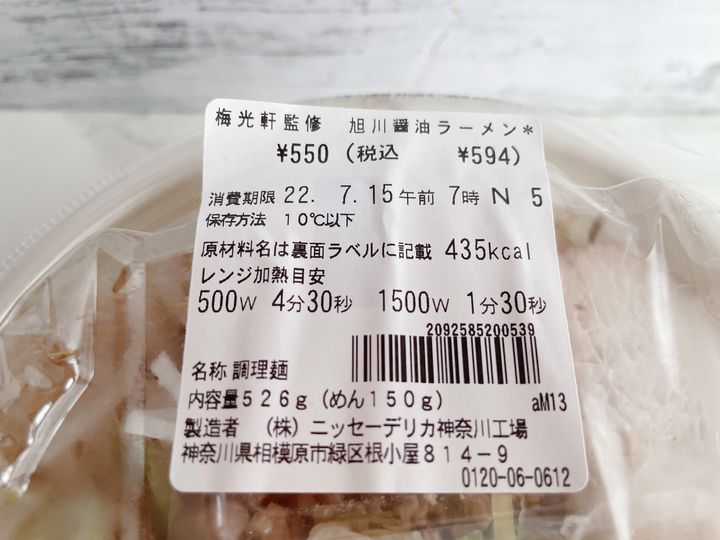 梅光軒監修 旭川醤油ラーメン*
¥550（税込 ¥594）
消費期限 22. 7. 15午前 7時 N 5
保存方法 10℃以下
原材料名は裏面ラベルに記載 435kcal
レンジ加熱目安
500W 4分30秒 1500W 1分30秒
2092585200539
名称 調理麺
内容量526g（めん150g） aM13
製造者 （株）ニッセーデリカ神奈川工場
神奈川県相模原市緑区根小屋814-9
0120-06-0612